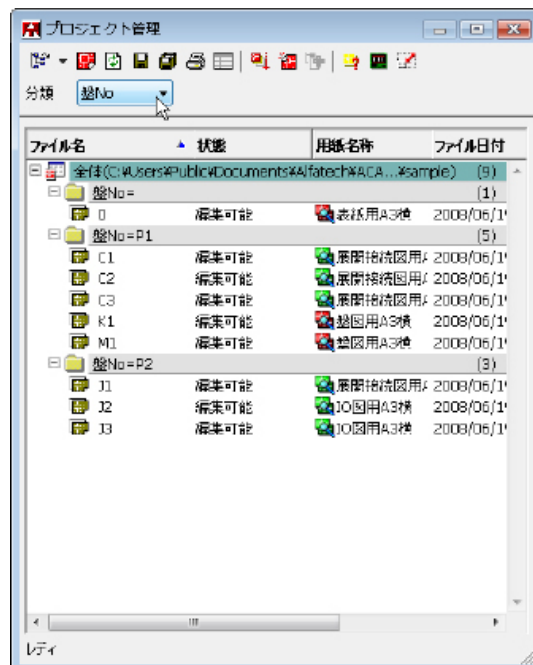 プロジェクト管理
分類 盤No
ファイル名 状態 用紙名称 ファイル日付
全体(C:¥Users¥Public¥Documents¥Alfatech¥ACA...¥sample) (9)
盤No= (1)
0 編集可能 表紙用A3横 2008/06/1
盤No=P1 (5)
C1 編集可能 展開接続図用 2008/06/1
C2 編集可能 展開接続図用 2008/06/1
C3 編集可能 展開接続図用 2008/06/1
K1 編集可能 盤図用A3横 2008/06/1
M1 編集可能 盤図用A3横 2008/06/1
盤No=P2 (3)
J1 編集可能 展開接続図用 2008/06/1
J2 編集可能 IO図用A3横 2008/06/1
J3 編集可能 IO図用A3横 2008/06/1
レディ